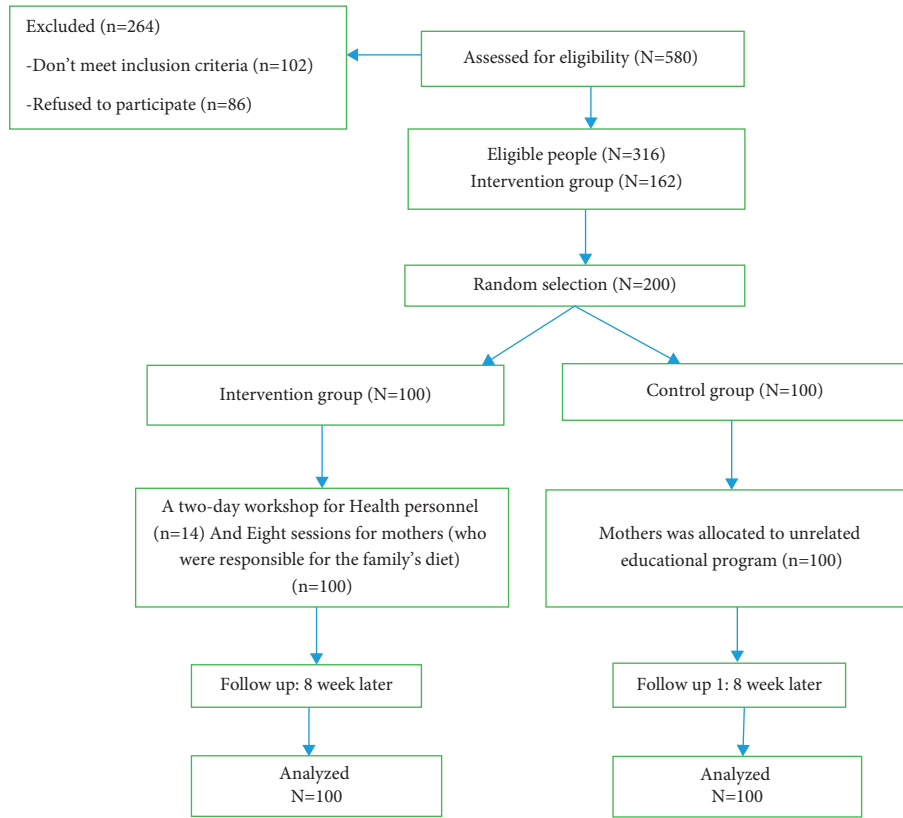 Excluded (n=264)
-Don't meet inclusion criteria (n=102)
-Refused to participate (n=86)
Assessed for eligibility (N=580)
Eligible people (N=316)
Intervention group (N=162)
Random selection (N=200)
Intervention group (N=100)
Control group (N=100)
A two-day workshop for Health personnel
(n=14) And Eight sessions for mothers (who
were responsible for the family's diet)
(n=100)
Mothers was allocated to unrelated
educational program (n=100)
Follow up: 8 week later
Follow up 1: 8 week later
Analyzed
N=100
Analyzed
N=100